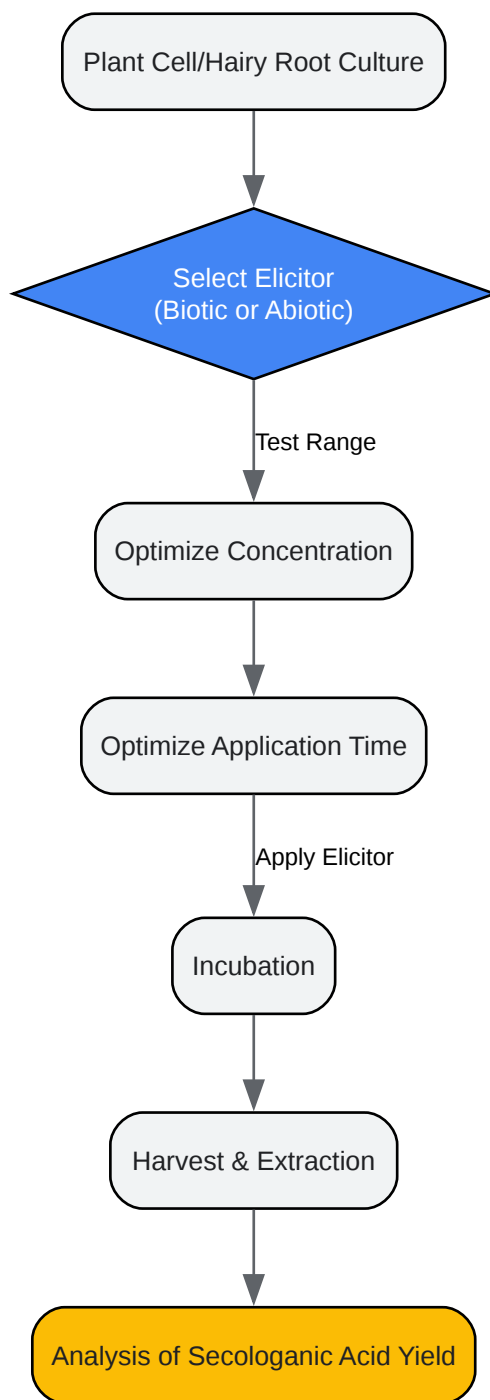 Plant Cell/Hairy Root Culture
Select Elicitor
(Biotic or Abiotic)
Test Range
Optimize Concentration
Optimize Application Time
Apply Elicitor
Incubation
Harvest & Extraction
Analysis of Secologanic Acid Yield